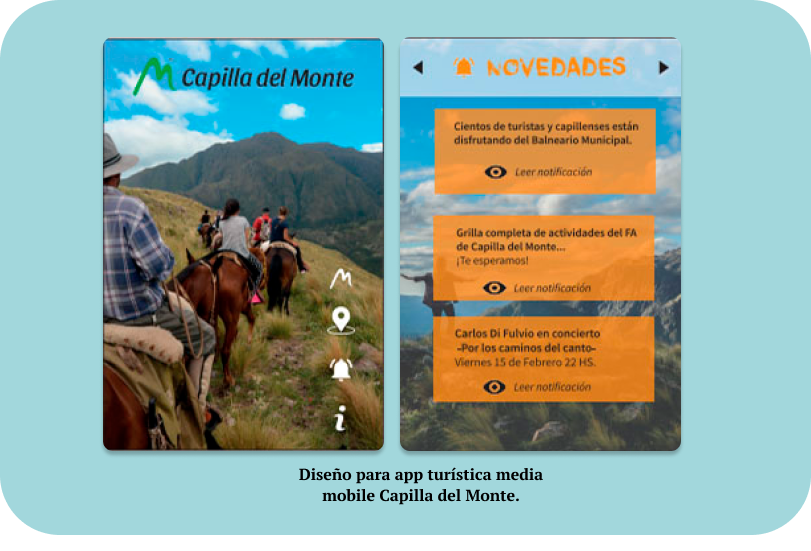 Capilla del Monte
NOVEDADES
Cientos de turistas y capillenses están
disfrutando del Balneario Municipal.
Leer notificación
Grilla completa de actividades del FA
de Capilla del Monte...
¡Te esperamos!
Leer notificación
Carlos Di Fulvio en concierto
-Por los caminos del canto-
Viernes 15 de Febrero 22 HS.
Leer notificación
Diseño para app turística media
mobile Capilla del Monte.